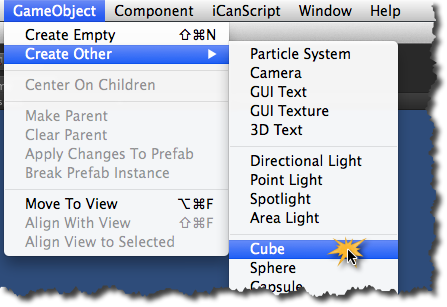 GameObject Component iCanScript Window Help
Create Empty ⇧⌘N
Create Other ▶
Center On Children
Make Parent
Clear Parent
Apply Changes To Prefab
Break Prefab Instance
Move To View ⌥⌘F
Align With View ⇧⌘F
Align View to Selected
Particle System
Camera
GUI Text
GUI Texture
3D Text
Directional Light
Point Light
Spotlight
Area Light
Cube
Sphere
Capsule